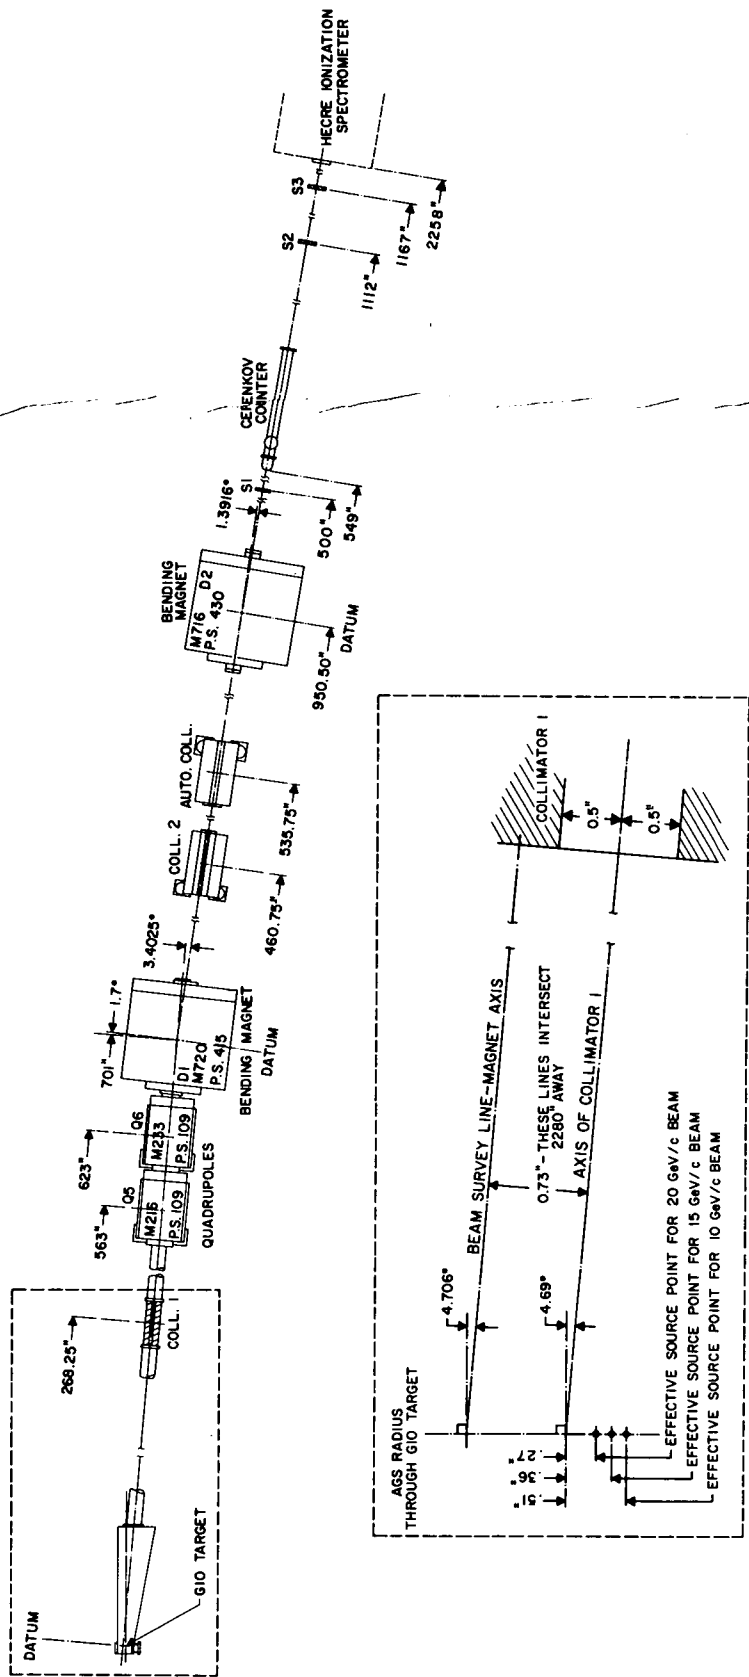 DATUM
G10 TARGET
268.25"
COLL. 1
563"
623"
Q5
Q6
M216
P.S. 109
M233
P.S. 109
QUADRUPOLES
701"
1.7°
D1
M720
P.S. 415
BENDING MAGNET
DATUM
3.4025°
COLL. 2
460.75"
AUTO. COLL.
535.75"
BENDING
MAGNET
M716
D2
P.S. 430
950.50"
DATUM
1.3916°
S1
500"
549"
CERENKOV
COUNTER
S2
1112"
S3
1167"
2258"
HECRE IONIZATION
SPECTROMETER
AGS RADIUS
THROUGH G10 TARGET
4.706°
BEAM SURVEY LINE-MAGNET AXIS
0.73"-THESE LINES INTERSECT
2280" AWAY
4.69°
AXIS OF COLLIMATOR 1
COLLIMATOR 1
0.5"
0.5"
.27"
.36"
.51"
EFFECTIVE SOURCE POINT FOR 20 GeV/c BEAM
EFFECTIVE SOURCE POINT FOR 15 GeV/c BEAM
EFFECTIVE SOURCE POINT FOR 10 GeV/c BEAM